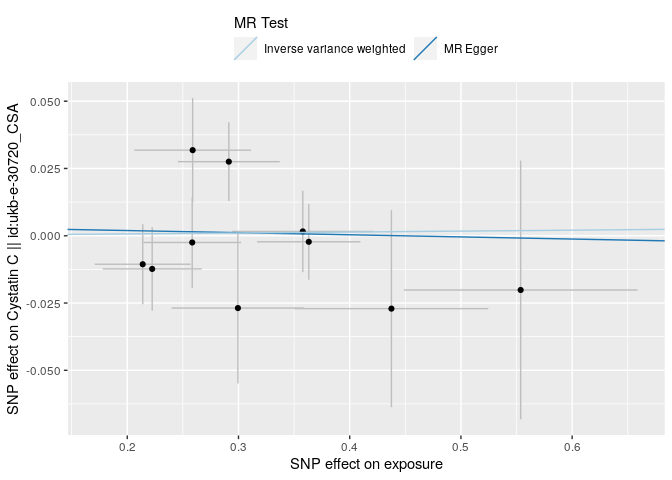 MR Test
Inverse variance weighted
MR Egger
SNP effect on Cystatin C || id:ukb-e-30720_CSA
0.050
0.025
0.000
-0.025
-0.050
0.2
0.3
0.4
0.5
0.6
SNP effect on exposure